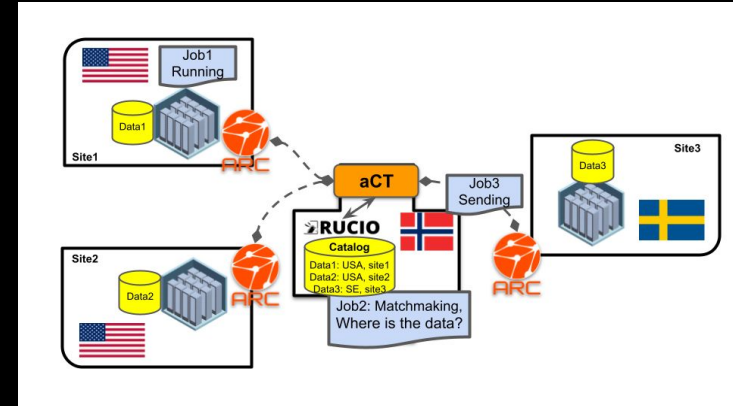 Job1
Running
Data1
Site1
ARC
Site2
Data2
ARC
aCT
RUCIO
Catalog
Data1: USA, site1
Data2: USA, site2
Data3: SE, site3
Job2: Matchmaking,
Where is the data?
Job3
Sending
ARC
Site3
Data3